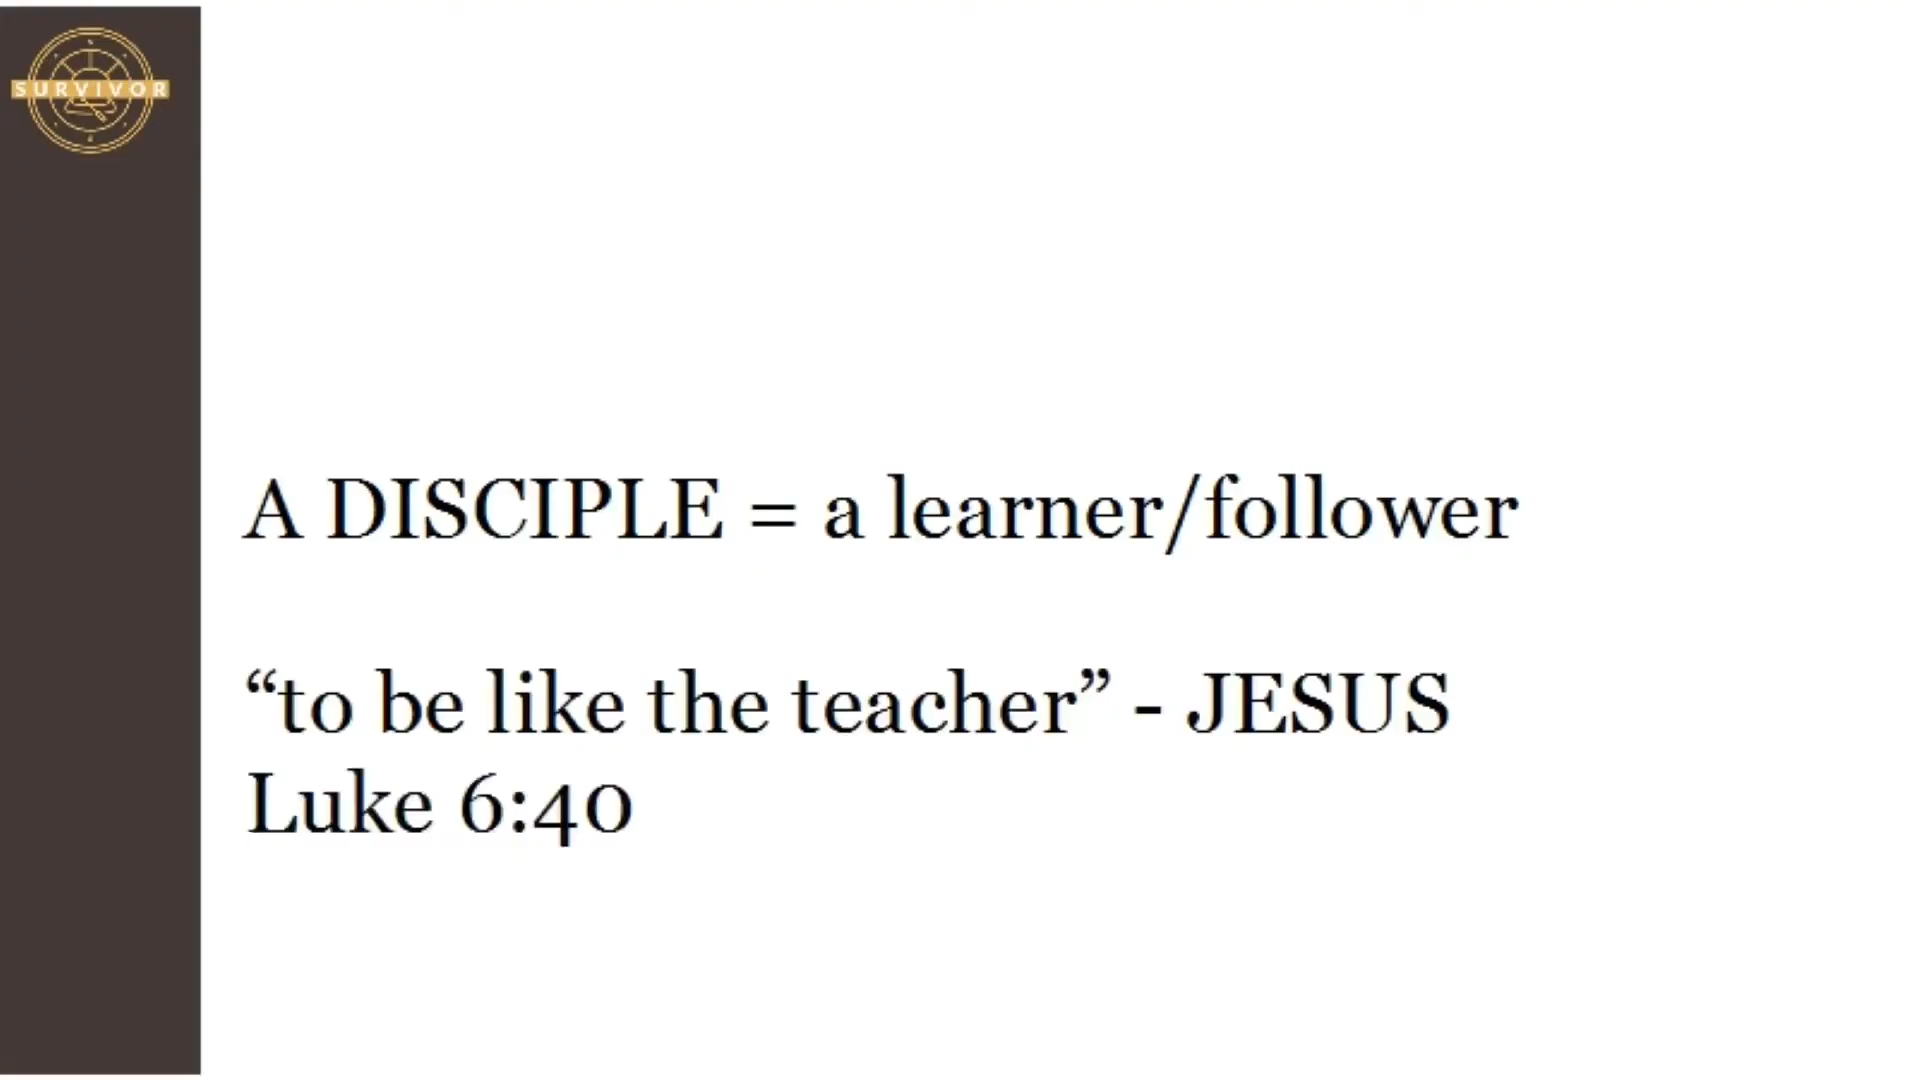 SURVIVOR
A DISCIPLE = a learner/follower
“to be like the teacher” - JESUS
Luke 6:40